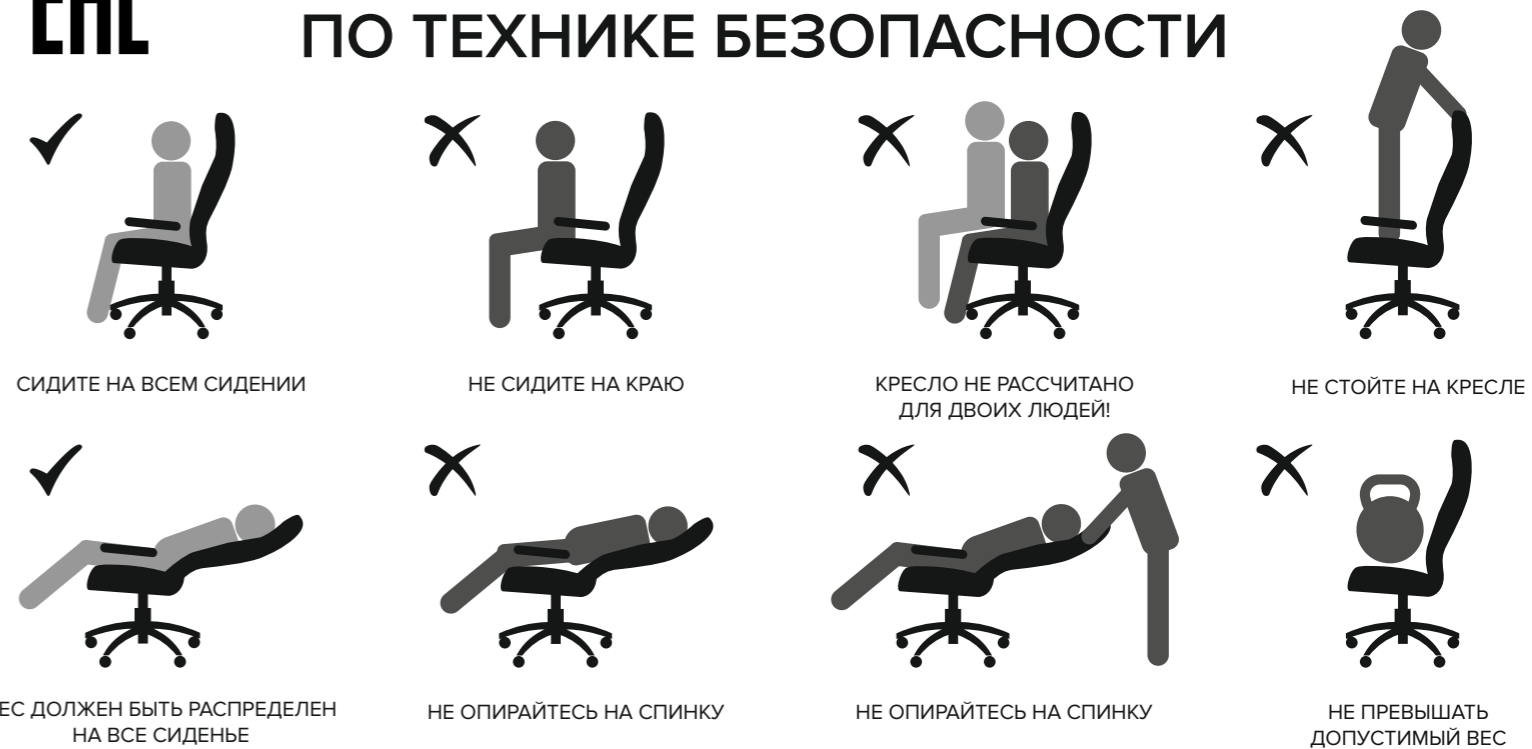 ПО ТЕХНИКЕ БЕЗОПАСНОСТИ
СИДИТЕ НА ВСЕМ СИДЕНИИ
НЕ СИДИТЕ НА КРАЮ
КРЕСЛО НЕ РАССЧИТАНО
ДЛЯ ДВОИХ ЛЮДЕЙ!
НЕ СТОЙТЕ НА КРЕСЛЕ
ЕС ДОЛЖЕН БЫТЬ РАСПРЕДЕЛЕН
НА ВСЕ СИДЕНЬЕ
НЕ ОПИРАЙТЕСЬ НА СПИНКУ
НЕ ОПИРАЙТЕСЬ НА СПИНКУ
НЕ ПРЕВЫШАТЬ
ДОПУСТИМЫЙ ВЕС